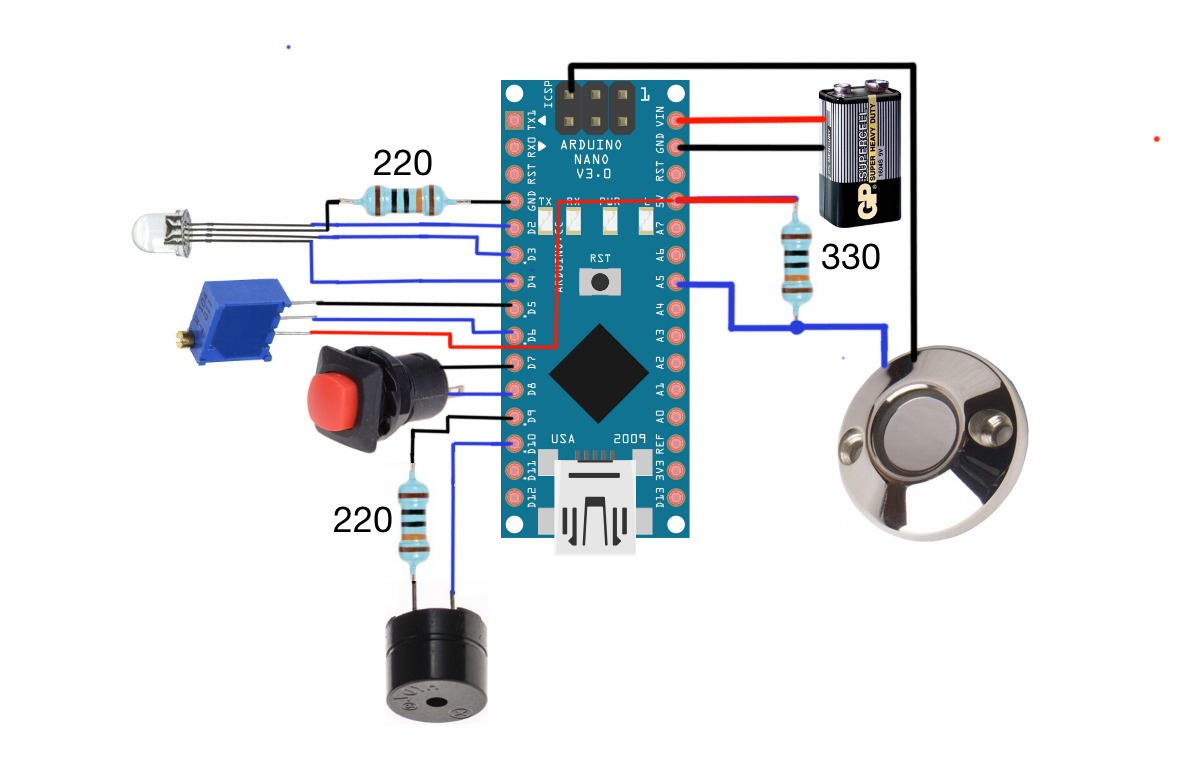 220
ICSP
1
TX1
RX0
RST
GND
D2
D3
D4
D5
D6
D7
D8
D9
D10
D11
D12
ARDUINO
NANO
V3.0
TX
RX
PWR
L
ARDUINO.CC
RST
USA
2009
VIN
GND
RST
5V
A7
A6
A5
A4
A3
A2
A1
A0
REF
3V3
D13
GP
SUPERCELL
SUPER HEAVY DUTY
330
220